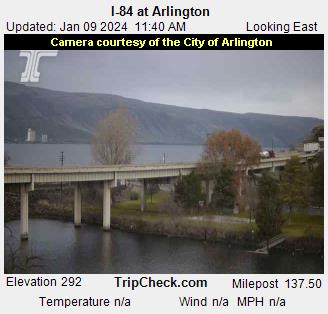 I-84 at Arlington
Updated: Jan 09 2024 11:40 AM Looking East
Camera courtesy of the City of Arlington
Elevation 292 TripCheck.com Milepost 137.50
Temperature n/a Wind n/a MPH n/a